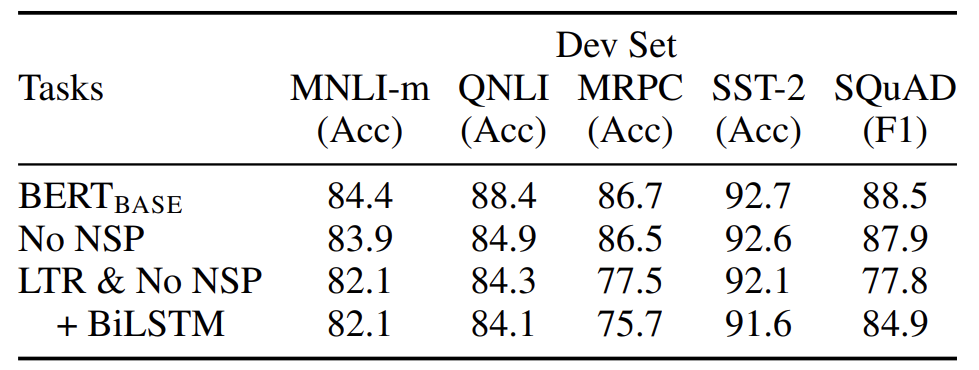 Dev Set
Tasks MNLI-m QNLI MRPC SST-2 SQuAD
(Acc) (Acc) (Acc) (Acc) (F1)
BERTBASE 84.4 88.4 86.7 92.7 88.5
No NSP 83.9 84.9 86.5 92.6 87.9
LTR & No NSP 82.1 84.3 77.5 92.1 77.8
+ BiLSTM 82.1 84.1 75.7 91.6 84.9